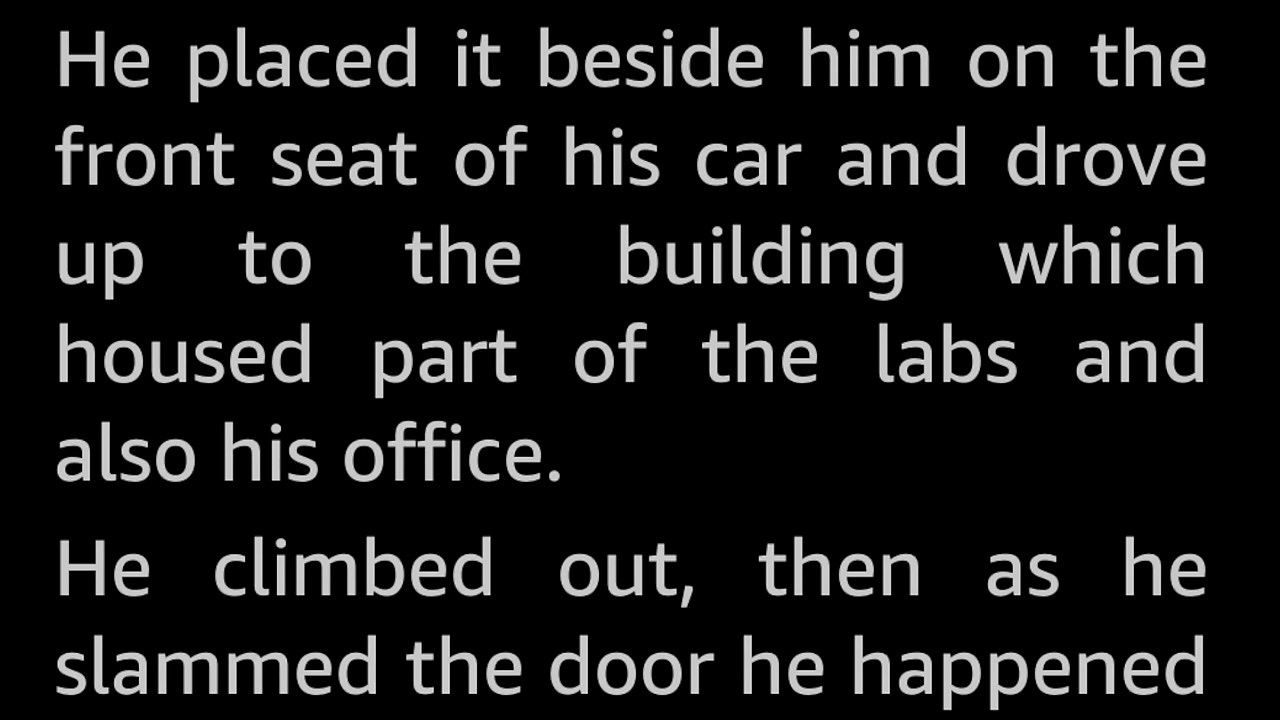 He placed it beside him on the
front seat of his car and drove
up to the building which
housed part of the labs and
also his office.
He climbed out, then as he
slammed the door he happened